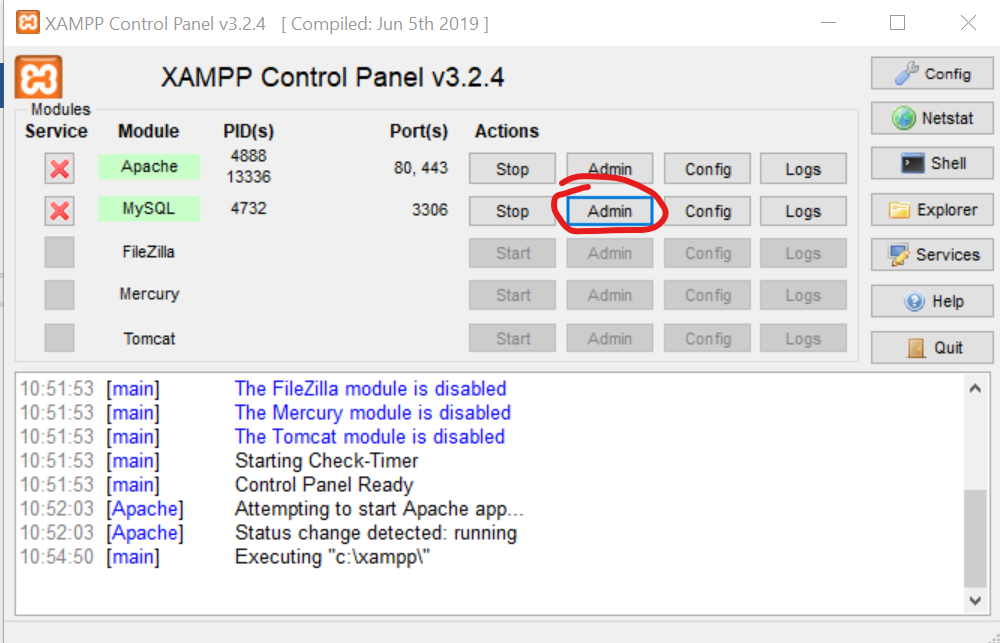 XAMPP Control Panel v3.2.4 [ Compiled: Jun 5th 2019 ]
XAMPP Control Panel v3.2.4
Config
Modules
Service Module PID(s) Port(s) Actions
Netstat
Apache 4888 13336 80, 443 Stop Admin Config Logs
Shell
MySQL 4732 3306 Stop Admin Config Logs
Explorer
FileZilla Start Admin Config Logs
Services
Mercury Start Admin Config Logs
Help
Tomcat Start Admin Config Logs
Quit
10:51:53 [main] The FileZilla module is disabled
10:51:53 [main] The Mercury module is disabled
10:51:53 [main] The Tomcat module is disabled
10:51:53 [main] Starting Check-Timer
10:51:53 [main] Control Panel Ready
10:52:03 [Apache] Attempting to start Apache app...
10:52:03 [Apache] Status change detected: running
10:54:50 [main] Executing "c:\xampp\"